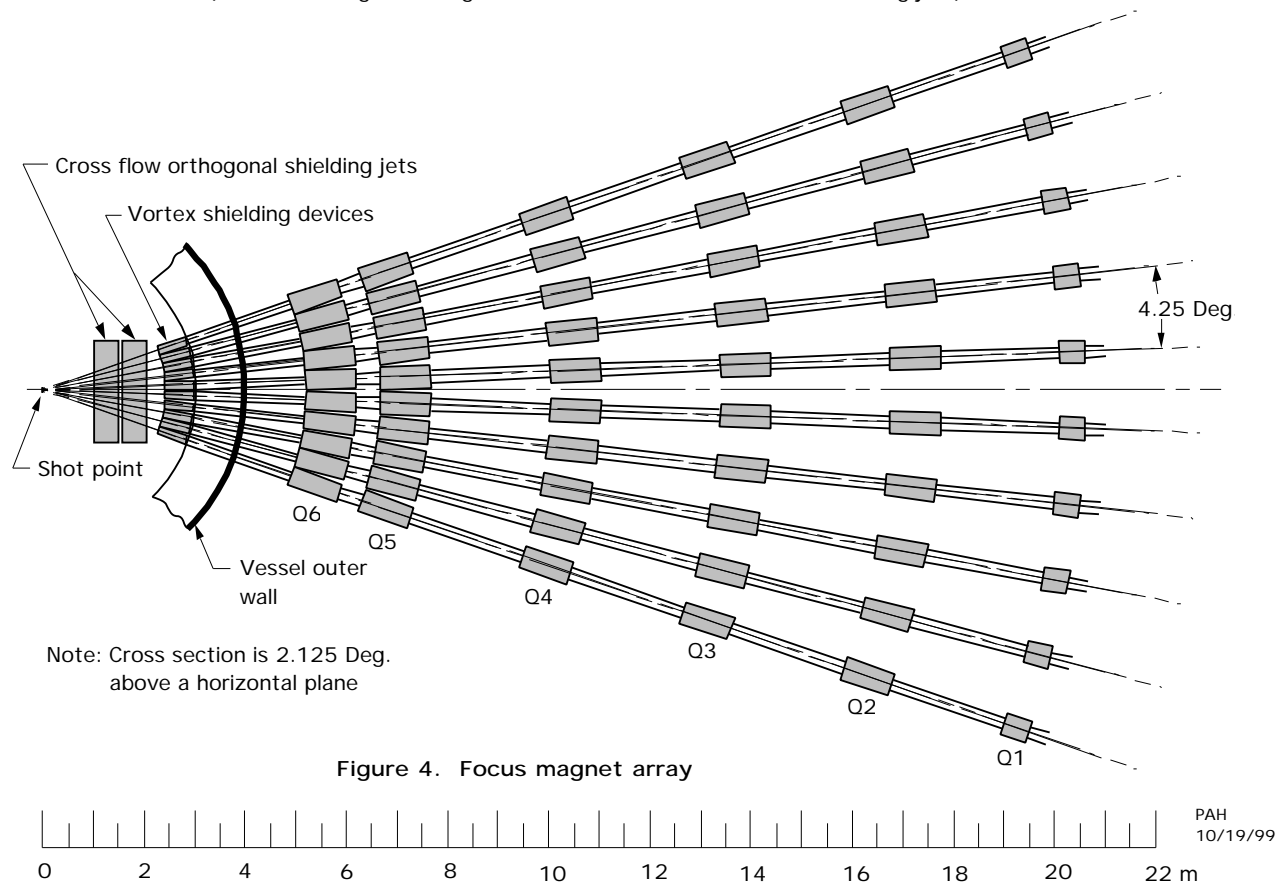 Cross flow orthogonal shielding jets
Vortex shielding devices
4.25 Deg.
Shot point
Q6
Q5
Vessel outer
wall
Q4
Note: Cross section is 2.125 Deg.
above a horizontal plane
Q3
Q2
Q1
Figure 4. Focus magnet array
PAH
10/19/99
0 2 4 6 8 10 12 14 16 18 20 22 m